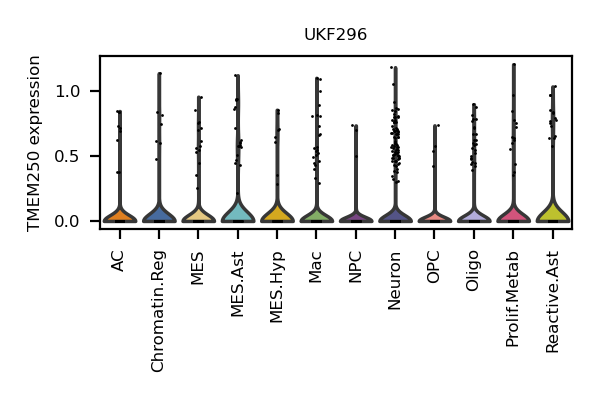 UKF296
TMEM250 expression
1.0
0.5
0.0
AC
Chromatin.Reg
MES
MES.Ast
MES.Hyp
Mac
NPC
Neuron
OPC
Oligo
Prolif.Metab
Reactive.Ast